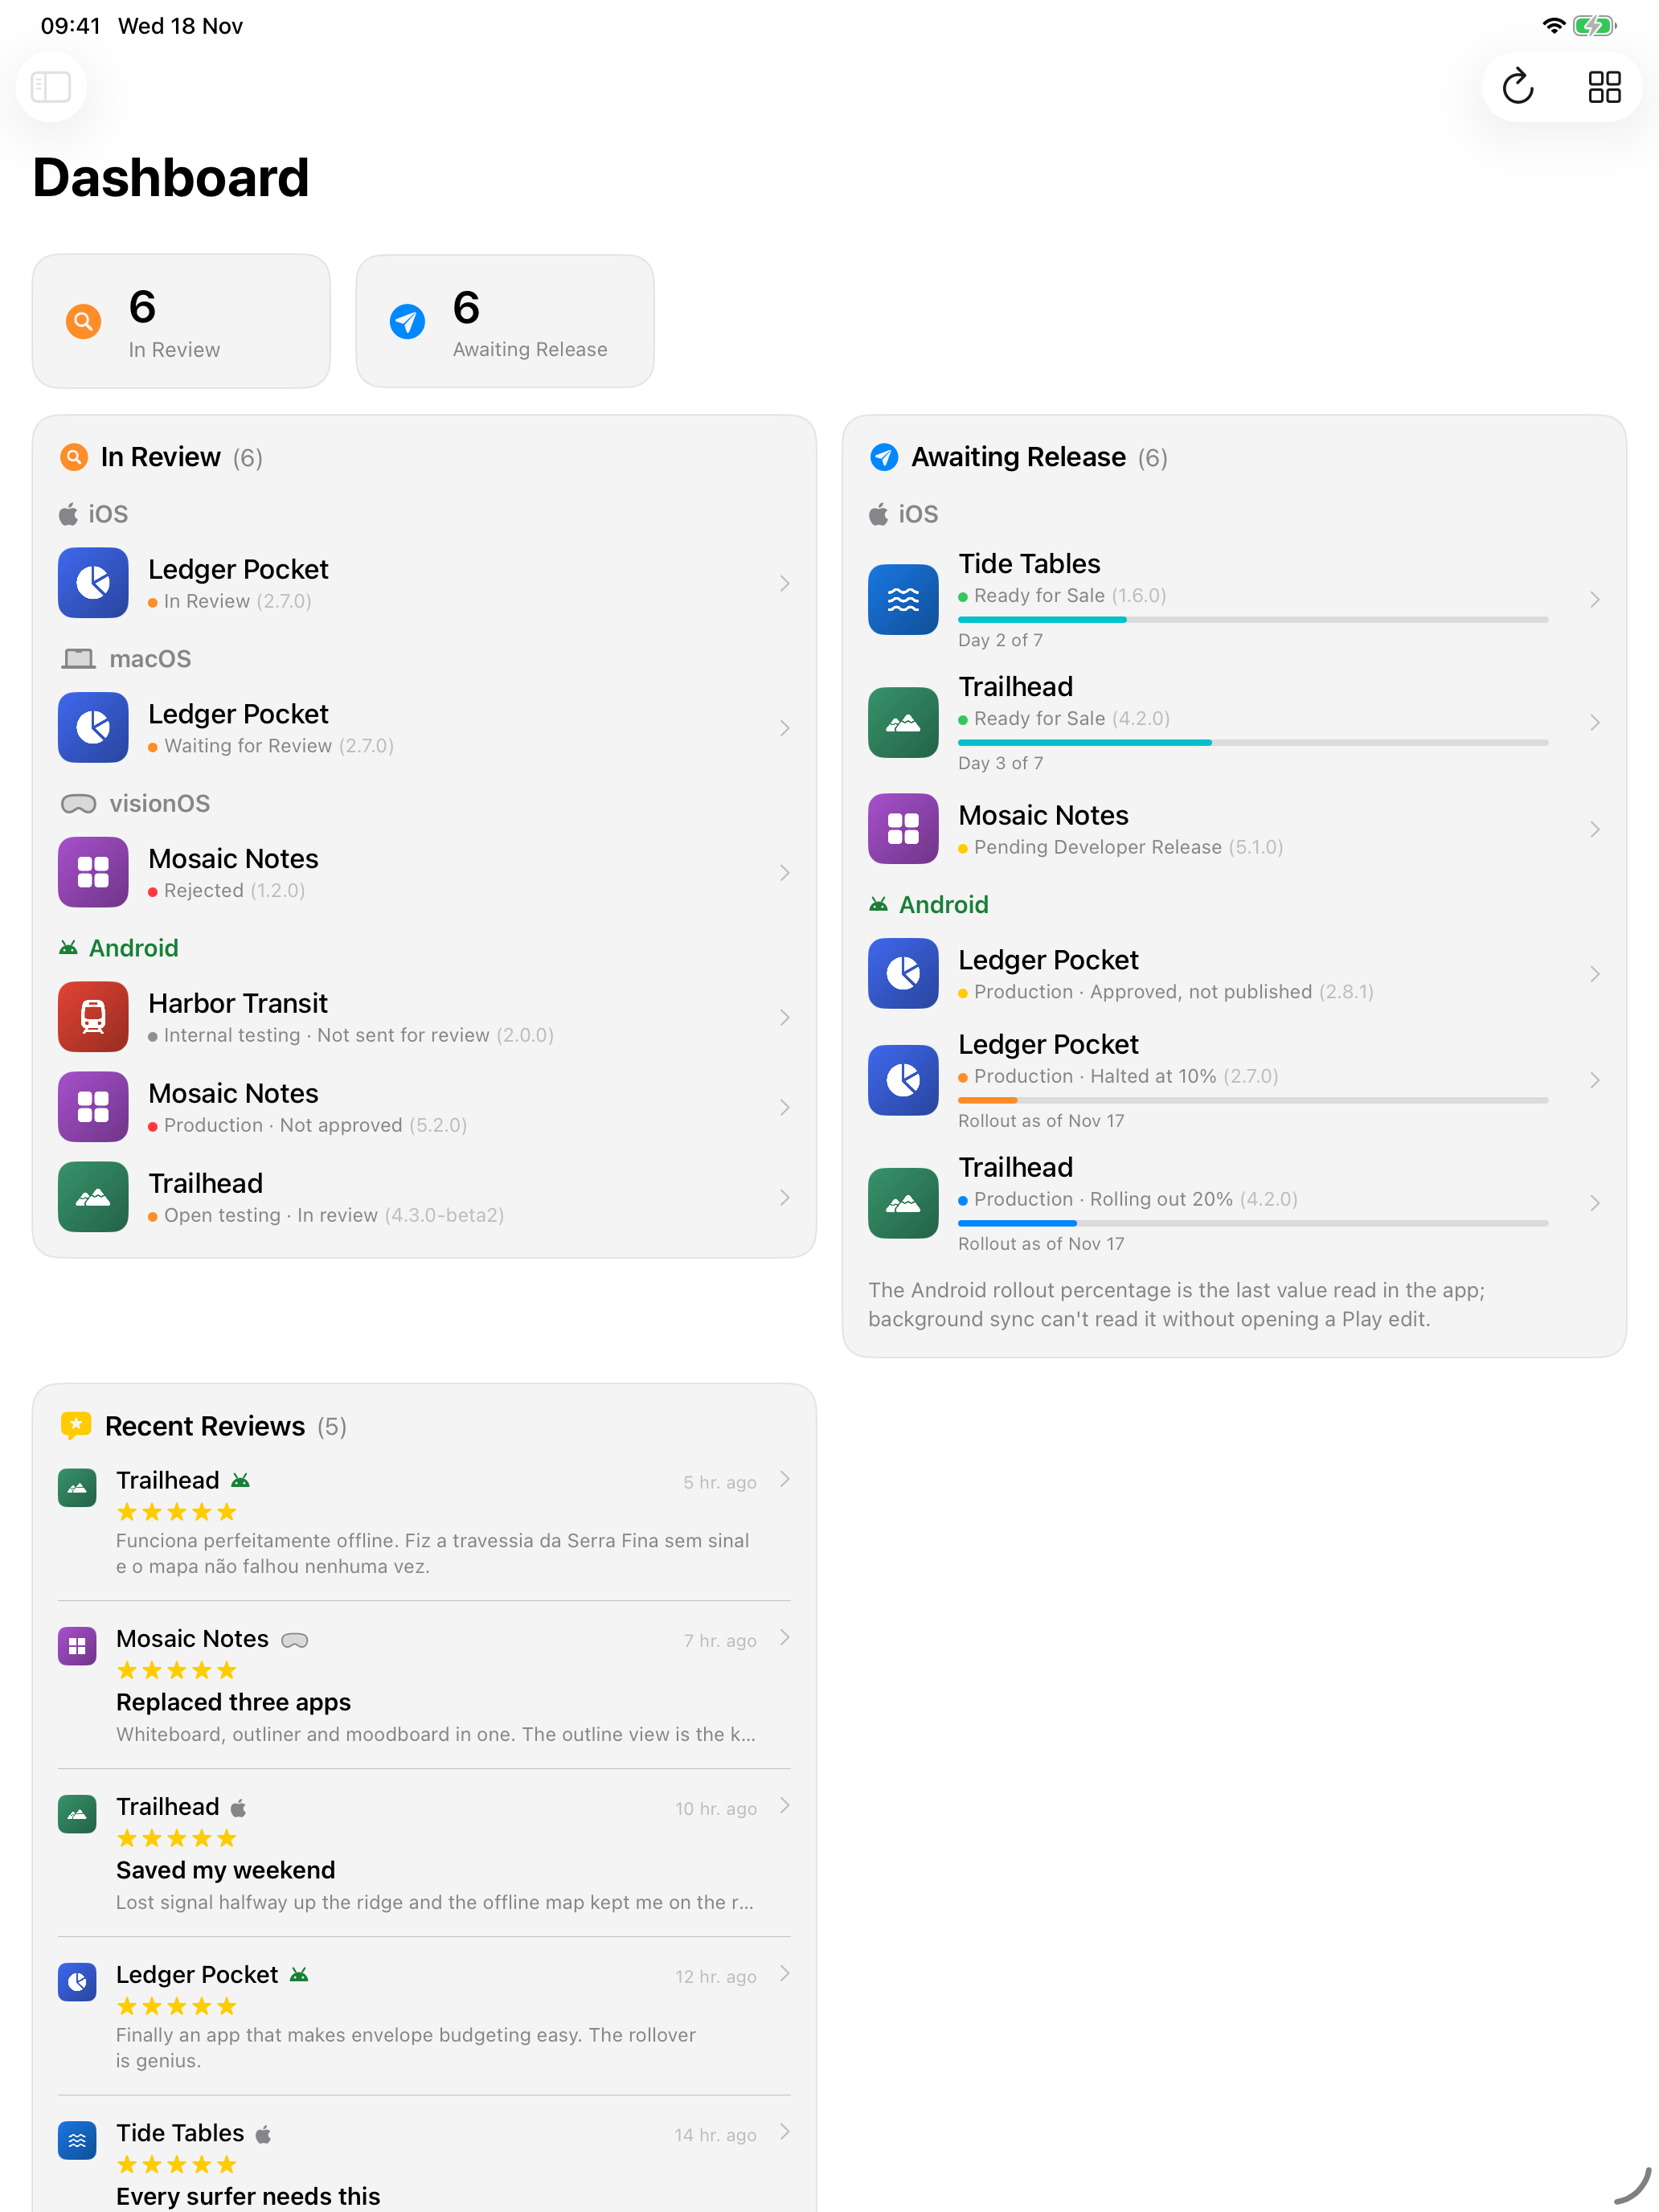 09:41 Wed 18 Nov
Dashboard
6
In Review
6
Awaiting Release
In Review (6)
iOS
Ledger Pocket
In Review (2.7.0)
macOS
Ledger Pocket
Waiting for Review (2.7.0)
visionOS
Mosaic Notes
Rejected (1.2.0)
Android
Harbor Transit
Internal testing · Not sent for review (2.0.0)
Mosaic Notes
Production · Not approved (5.2.0)
Trailhead
Open testing · In review (4.3.0-beta2)
Awaiting Release (6)
iOS
Tide Tables
Ready for Sale (1.6.0)
Day 2 of 7
Trailhead
Ready for Sale (4.2.0)
Day 3 of 7
Mosaic Notes
Pending Developer Release (5.1.0)
Android
Ledger Pocket
Production · Approved, not published (2.8.1)
Ledger Pocket
Production · Halted at 10% (2.7.0)
Rollout as of Nov 17
Trailhead
Production · Rolling out 20% (4.2.0)
Rollout as of Nov 17
The Android rollout percentage is the last value read in the app;
background sync can't read it without opening a Play edit.
Recent Reviews (5)
Trailhead 5 hr. ago
Funciona perfeitamente offline. Fiz a travessia da Serra Fina sem sinal
e o mapa não falhou nenhuma vez.
Mosaic Notes 7 hr. ago
Replaced three apps
Whiteboard, outliner and moodboard in one. The outline view is the k...
Trailhead 10 hr. ago
Saved my weekend
Lost signal halfway up the ridge and the offline map kept me on the r...
Ledger Pocket 12 hr. ago
Finally an app that makes envelope budgeting easy. The rollover
is genius.
Tide Tables 14 hr. ago
Every surfer needs this